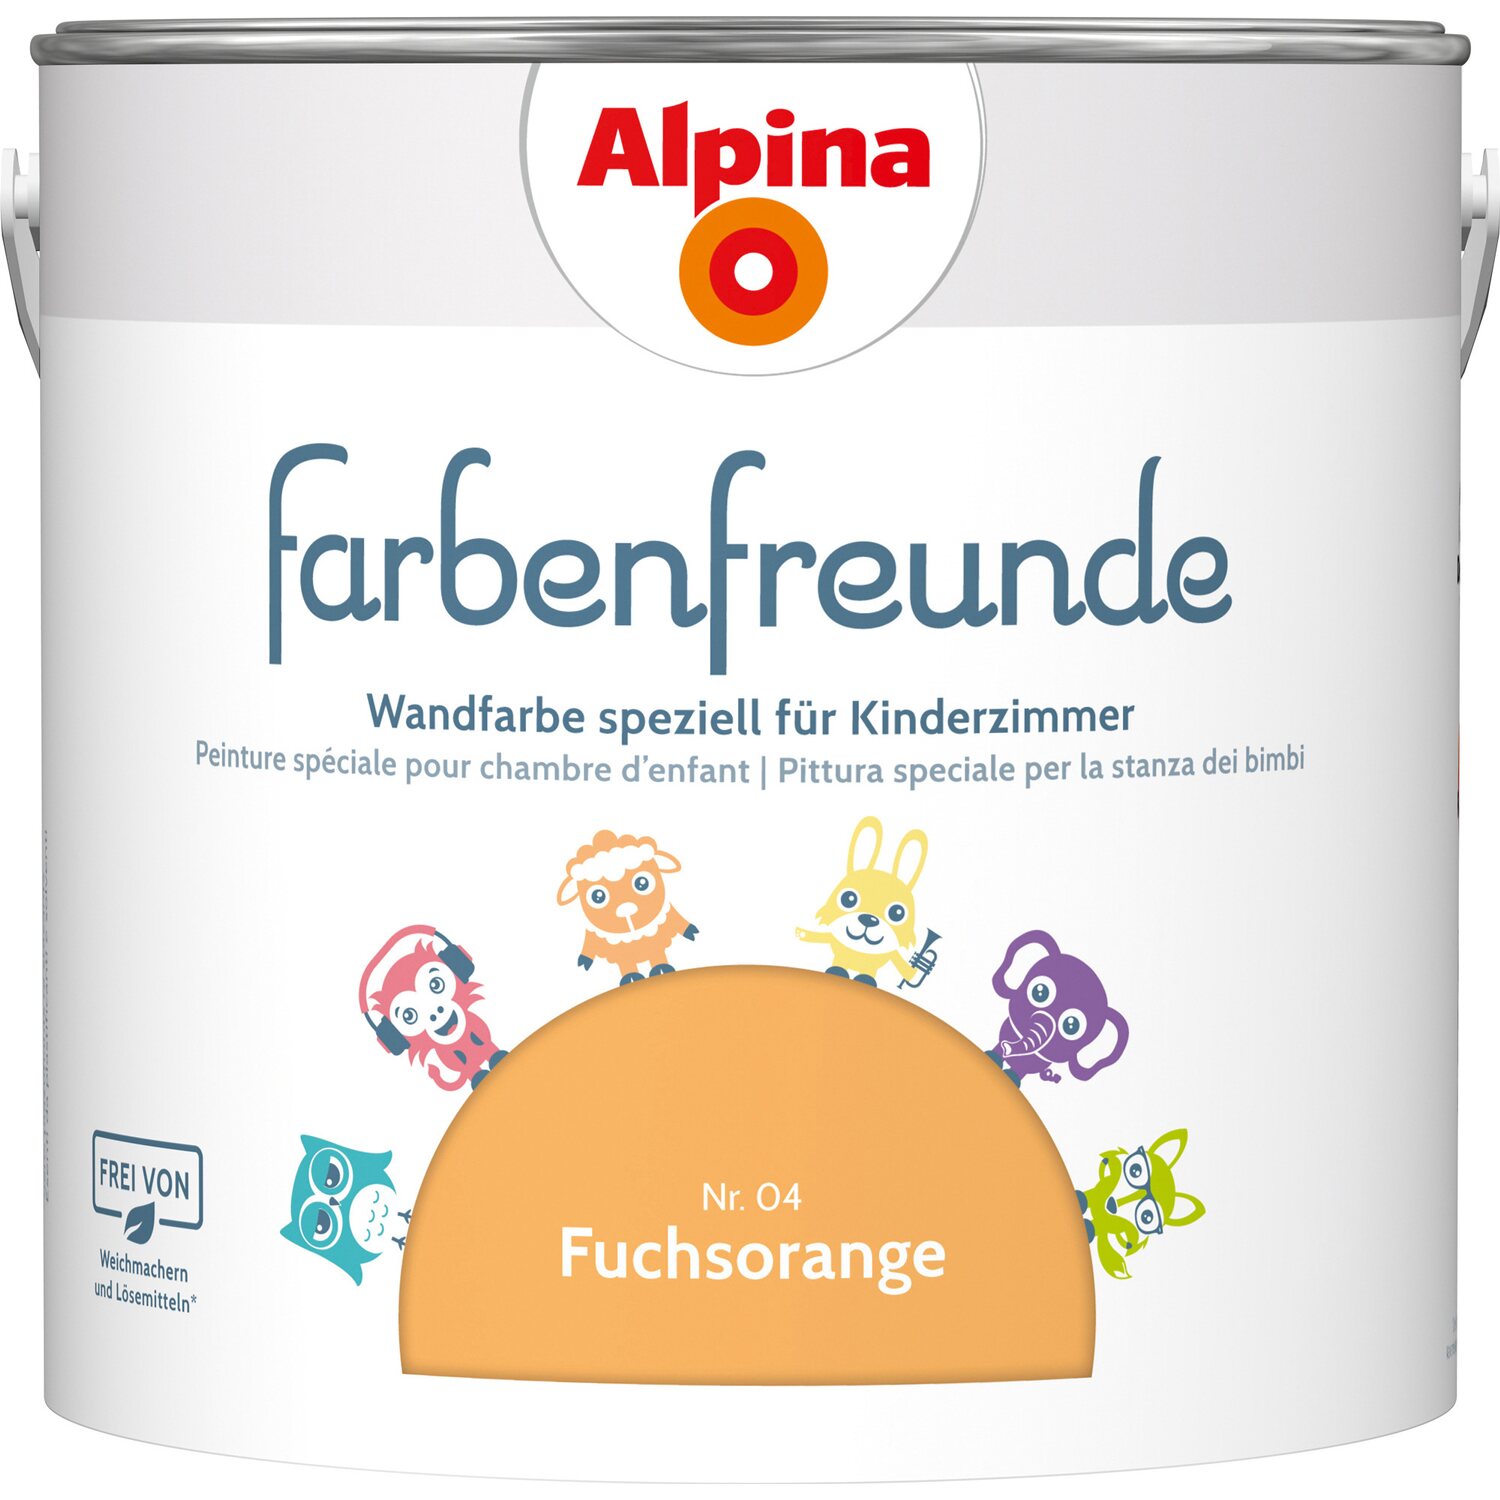 Alpina
farbenfreunde
Wandfarbe speziell für Kinderzimmer
Peinture spéciale pour chambre d'enfant | Pittura speciale per la stanza dei bimbi
FREI VON
Weichmachern
und Lösemitteln*
Nr. 04
Fuchsorange